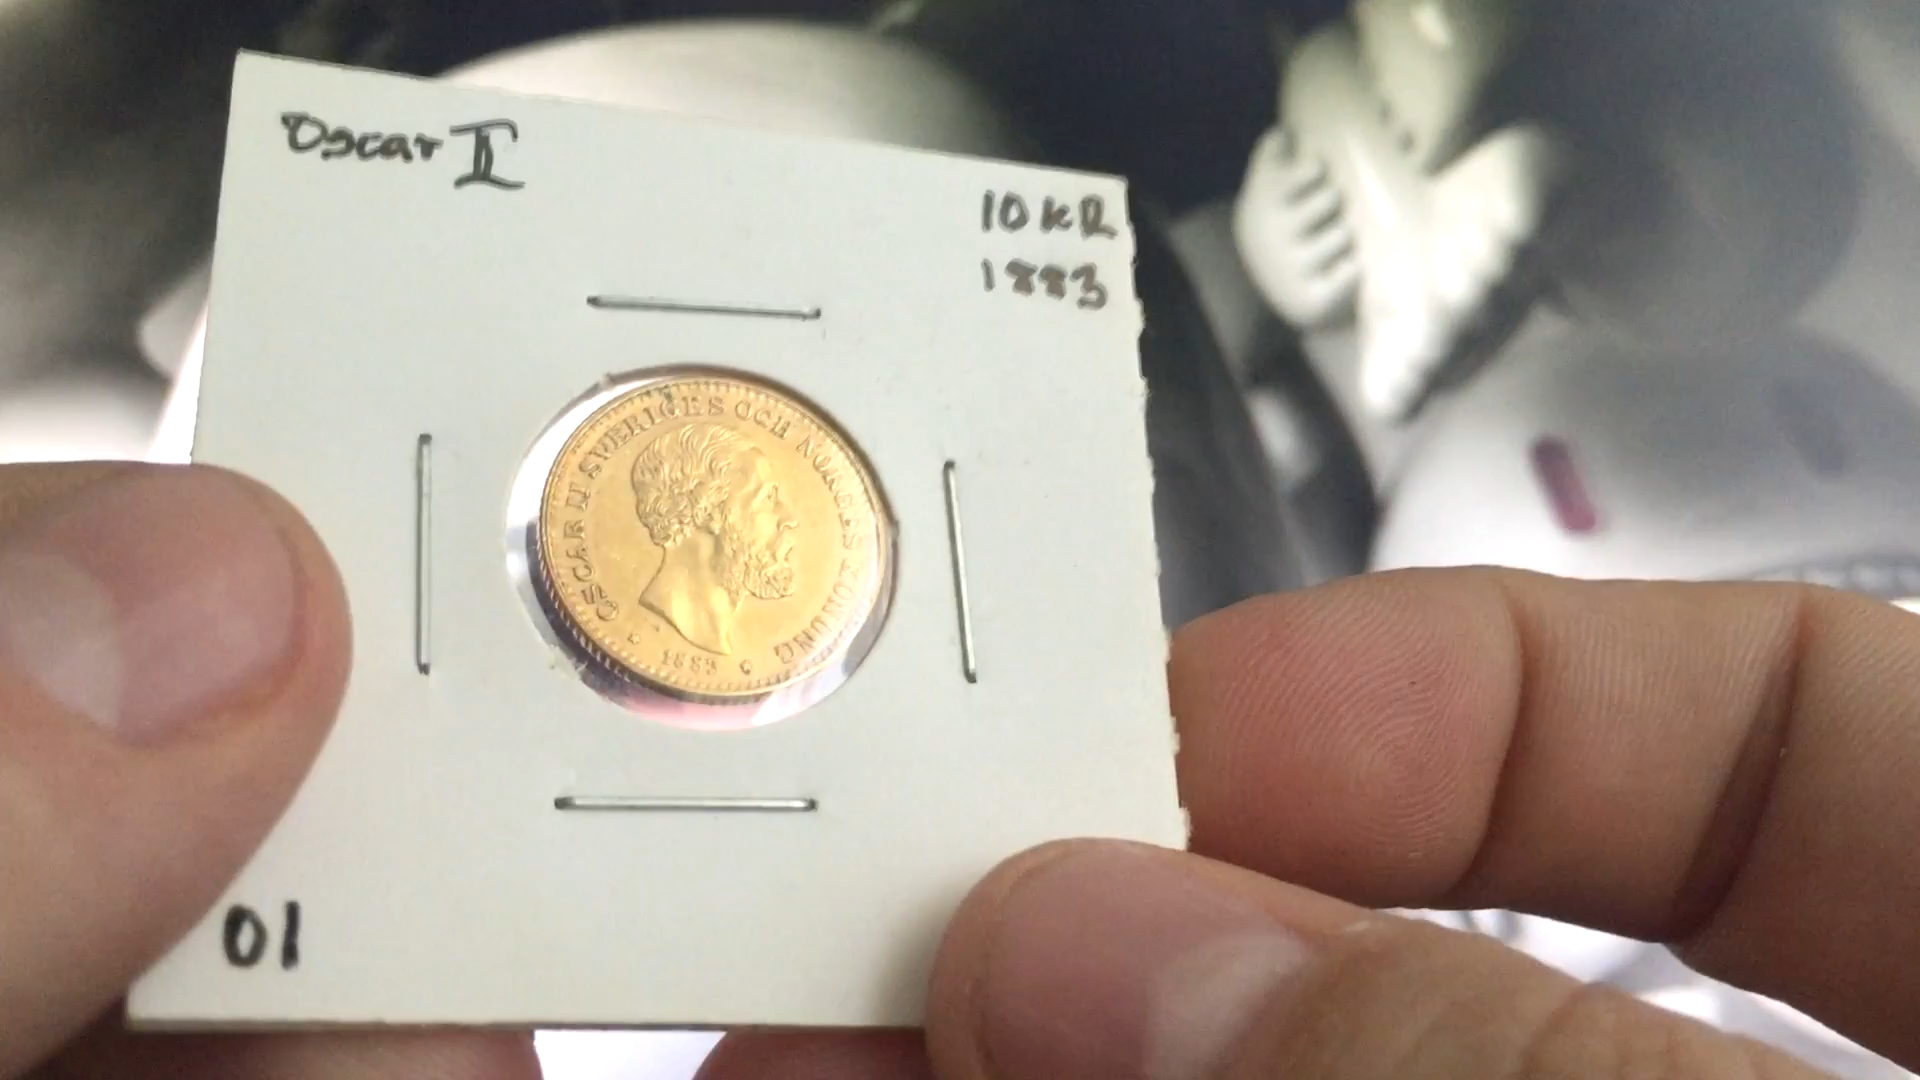 Oscar II
10 KR
1883
OSCAR II SVERIGES OCH NORGES KONUNG
1883
01